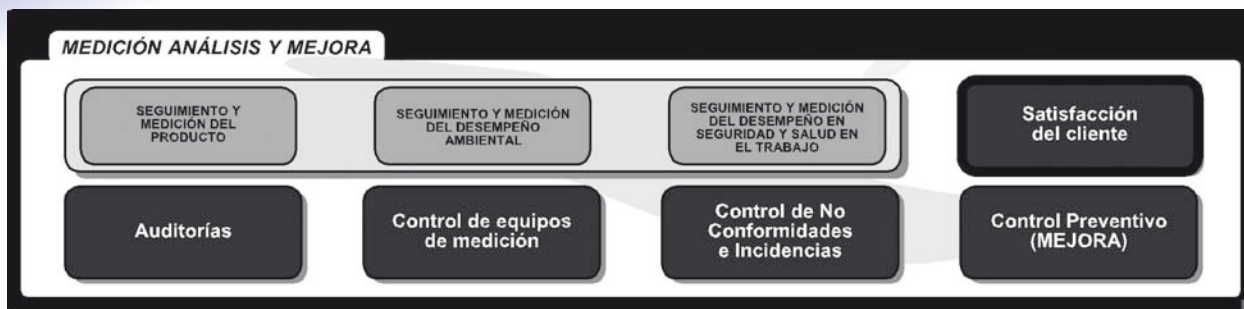 MEDICIÓN ANÁLISIS Y MEJORA
SEGUIMIENTO Y
MEDICIÓN DEL
PRODUCTO
SEGUIMIENTO Y MEDICIÓN
DEL DESEMPEÑO
AMBIENTAL
SEGUIMIENTO Y MEDICIÓN
DEL DESEMPEÑO EN
SEGURIDAD Y SALUD EN
EL TRABAJO
Satisfacción
del cliente
Auditorías
Control de equipos
de medición
Control de No
Conformidades
e Incidencias
Control Preventivo
(MEJORA)